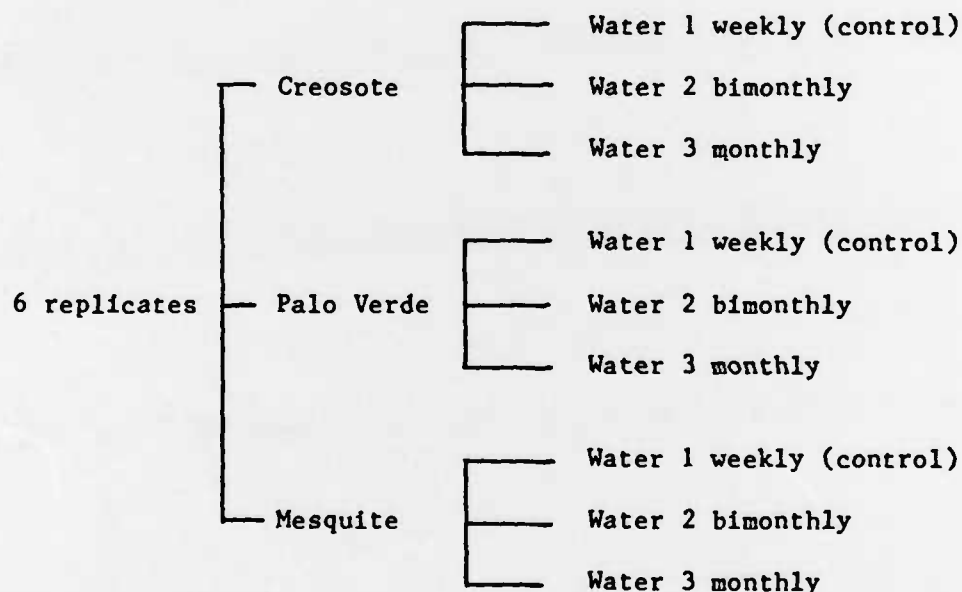 Water 1 weekly (control)
Creosote
Water 2 bimonthly
Water 3 monthly
Water 1 weekly (control)
6 replicates
Palo Verde
Water 2 bimonthly
Water 3 monthly
Water 1 weekly (control)
Mesquite
Water 2 bimonthly
Water 3 monthly